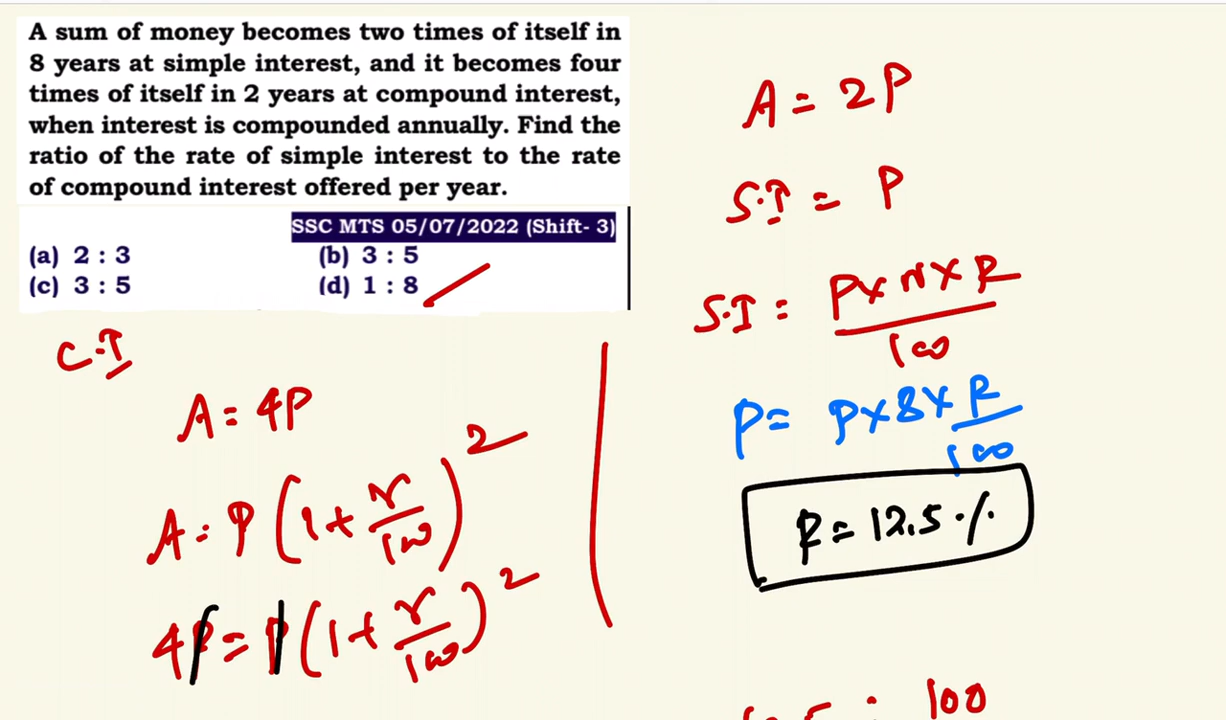 A sum of money becomes two times of itself in
8 years at simple interest, and it becomes four
times of itself in 2 years at compound interest,
when interest is compounded annually. Find the
ratio of the rate of simple interest to the rate
of compound interest offered per year.
SSC MTS 05/07/2022 (Shift- 3)
(a) 2 : 3 (b) 3 : 5
(c) 3 : 5 (d) 1 : 8
C.I
A = 4P
A = P (1 + r/100)²
4P = P (1 + r/100)²
A = 2P
S.I = P
S.I = P x N x R / 100
P = P x 8 x R / 100
R = 12.5 %
: 100